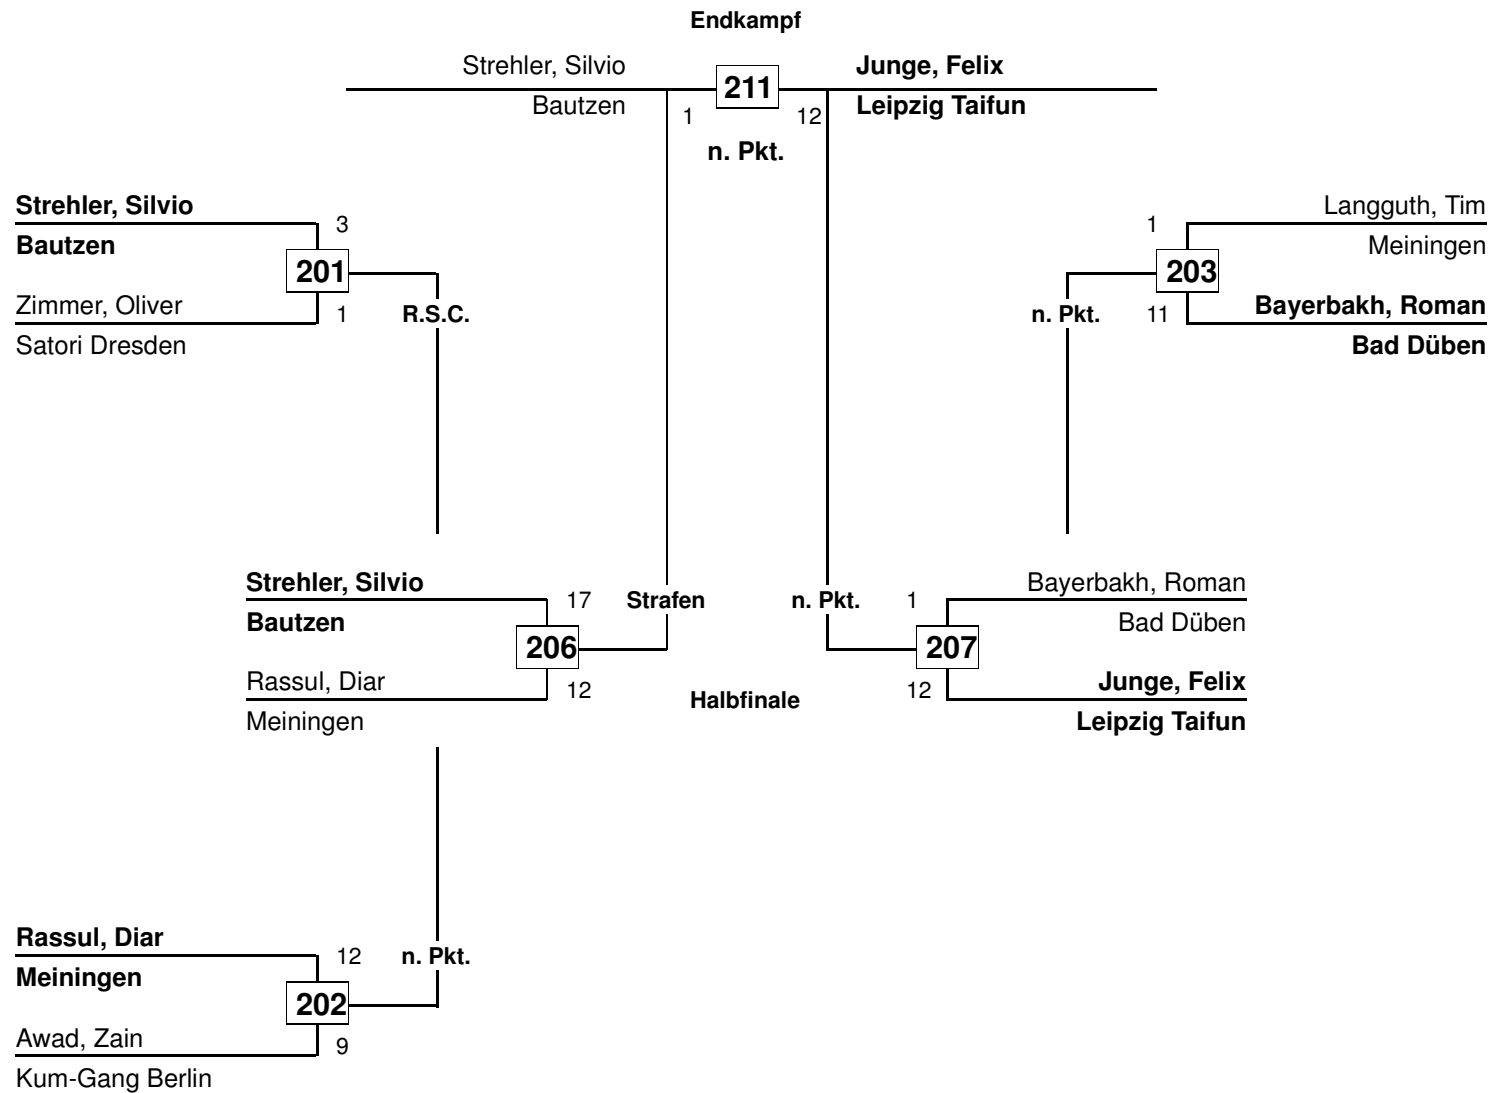 Endkampf
Strehler, Silvio
Bautzen
211
Junge, Felix
Leipzig Taifun
1
12
n. Pkt.
Strehler, Silvio
Bautzen
3
201
Zimmer, Oliver
Satori Dresden
1
R.S.C.
Langguth, Tim
Meiningen
1
203
n. Pkt.
11
Bayerbakh, Roman
Bad Düben
Strehler, Silvio
Bautzen
17
Strafen
206
Rassul, Diar
Meiningen
12
Halbfinale
n. Pkt.
1
Bayerbakh, Roman
Bad Düben
207
12
Junge, Felix
Leipzig Taifun
Rassul, Diar
Meiningen
12
n. Pkt.
202
Awad, Zain
Kum-Gang Berlin
9